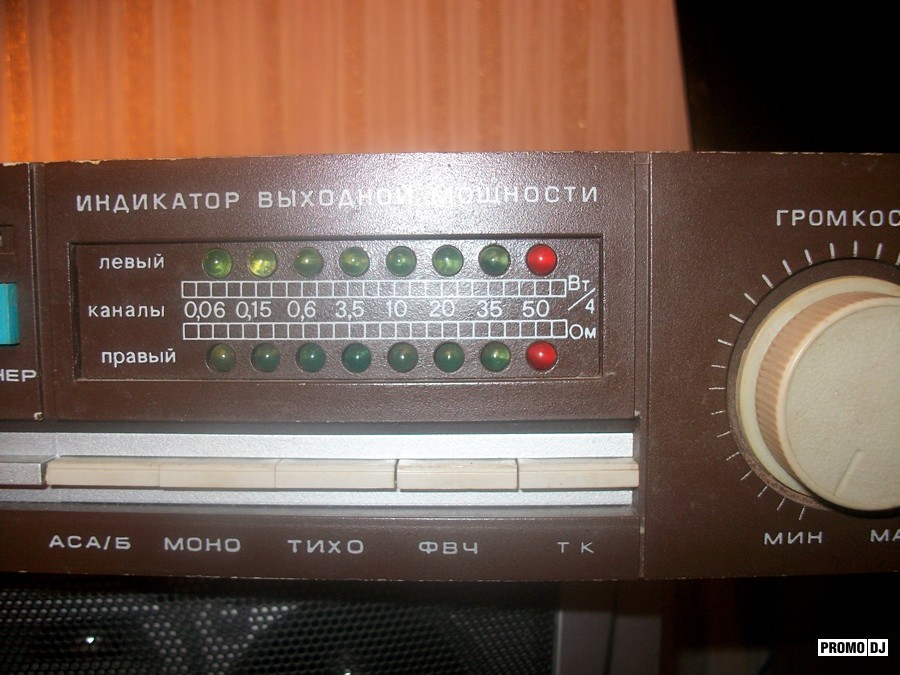 ИНДИКАТОР ВЫХОДНОЙ МОЩНОСТИ
ГРОМКОС
левый
Вт/4 Ом
каналы 0,06 0,15 0,6 3,5 10 20 35 50
правый
НЕР
АСА/Б МОНО ТИХО ФВЧ ТК
МИН МА
PROMO DJ